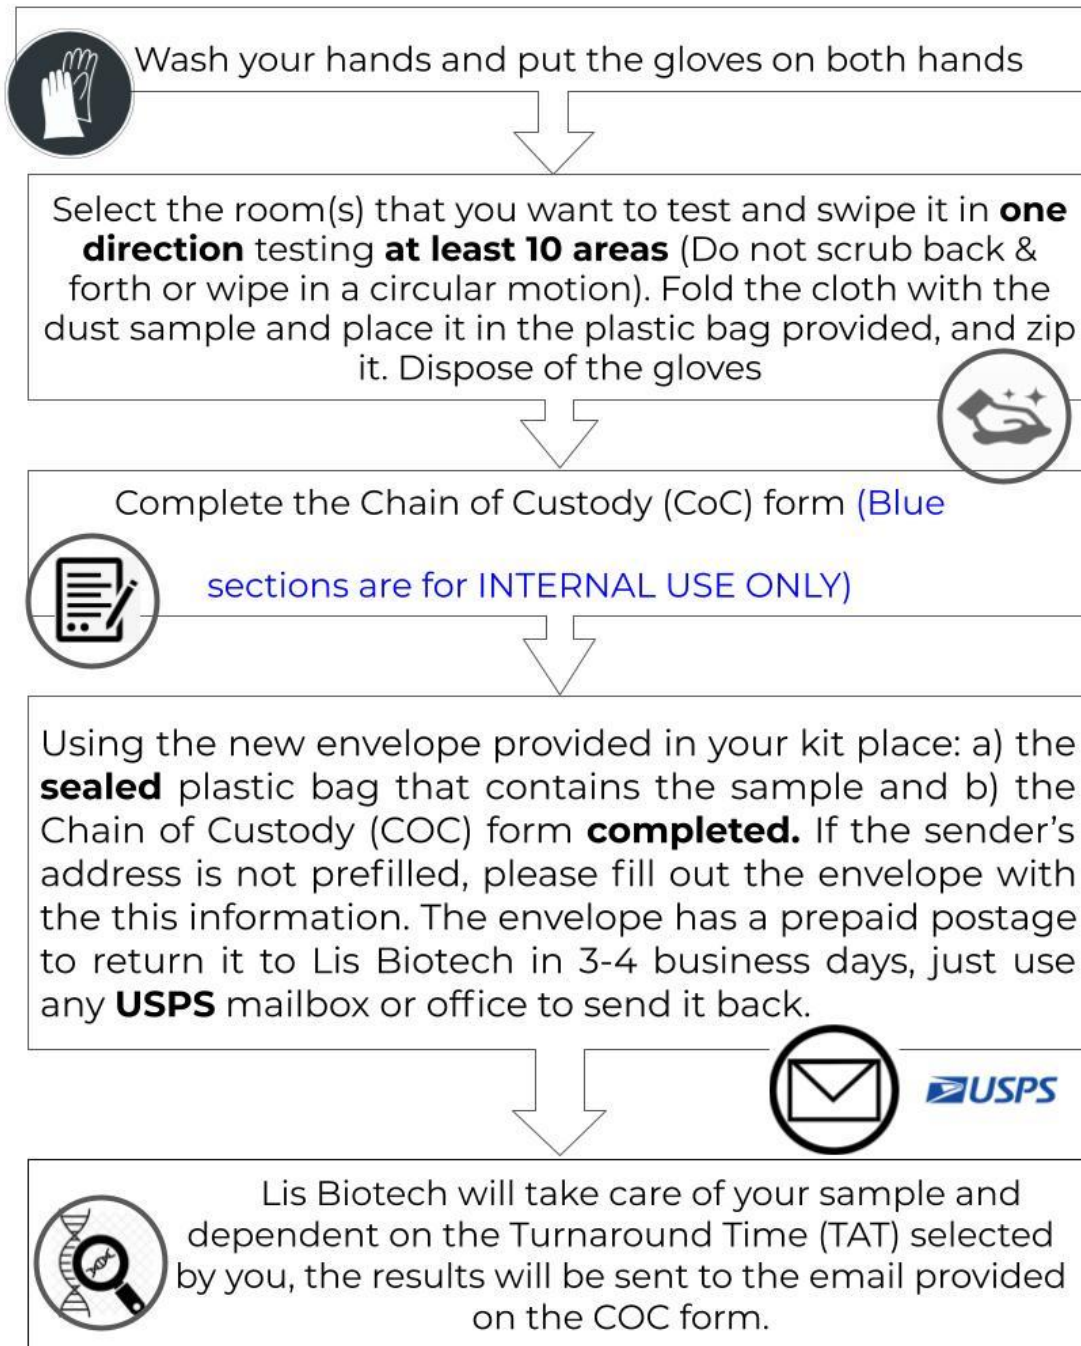 Wash your hands and put the gloves on both hands
Select the room(s) that you want to test and swipe it in one
direction testing at least 10 areas (Do not scrub back &
forth or wipe in a circular motion). Fold the cloth with the
dust sample and place it in the plastic bag provided, and zip
it. Dispose of the gloves
Complete the Chain of Custody (CoC) form (Blue
sections are for INTERNAL USE ONLY)
Using the new envelope provided in your kit place: a) the
sealed plastic bag that contains the sample and b) the
Chain of Custody (COC) form completed. If the sender's
address is not prefilled, please fill out the envelope with
the this information. The envelope has a prepaid postage
to return it to Lis Biotech in 3-4 business days, just use
any USPS mailbox or office to send it back.
USPS
Lis Biotech will take care of your sample and
dependent on the Turnaround Time (TAT) selected
by you, the results will be sent to the email provided
on the COC form.